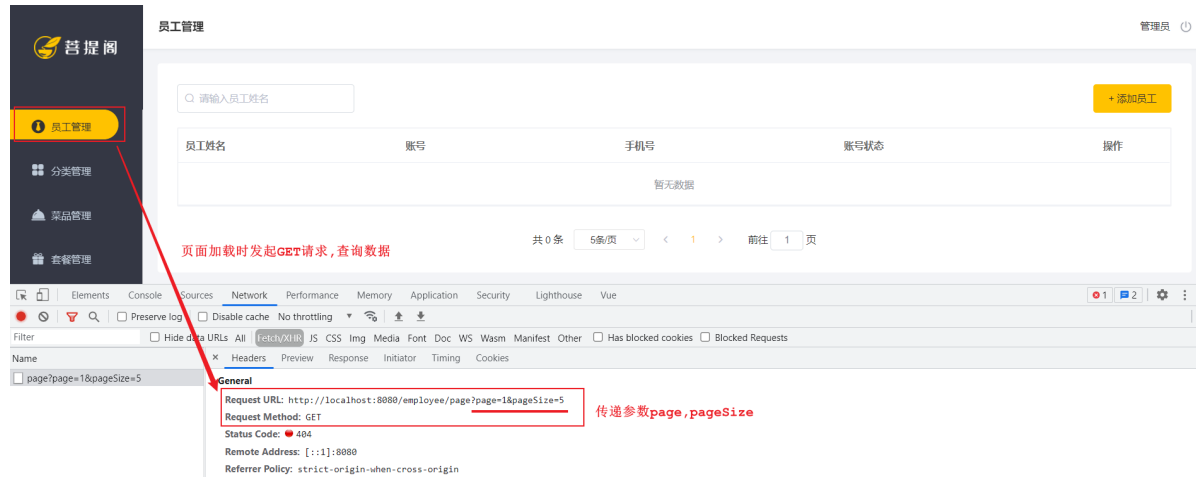 菩提阁
员工管理
管理员
请输入员工姓名
+ 添加员工
员工管理
分类管理
菜品管理
套餐管理
员工姓名 账号 手机号 账号状态 操作
暂无数据
共 0 条 5条/页 1 前往 1 页
页面加载时发起GET请求,查询数据
Elements Console Sources Network Performance Memory Application Security Lighthouse Vue 1 2
Preserve log Disable cache No throttling
Filter Hide data URLs All Fetch/XHR JS CSS Img Media Font Doc WS Wasm Manifest Other Has blocked cookies Blocked Requests
Name × Headers Preview Response Initiator Timing Cookies
page?page=1&pageSize=5
General
Request URL: http://localhost:8080/employee/page?page=1&pageSize=5
传递参数page,pageSize
Request Method: GET
Status Code: 404
Remote Address: [::1]:8080
Referrer Policy: strict-origin-when-cross-origin